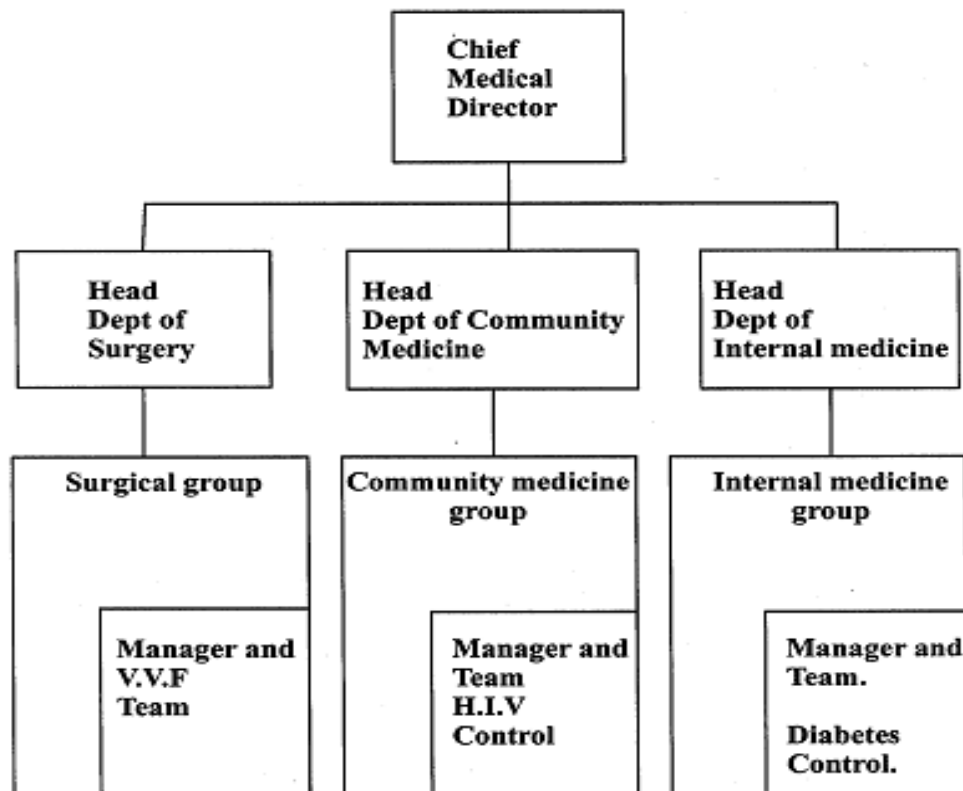 Chief
Medical
Director
Head
Dept of
Surgery
Head
Dept of Community
Medicine
Head
Dept of
Internal medicine
Surgical group
Community medicine
group
Internal medicine
group
Manager and
V.V.F
Team
Manager and
Team
H.I.V
Control
Manager and
Team.
Diabetes
Control.